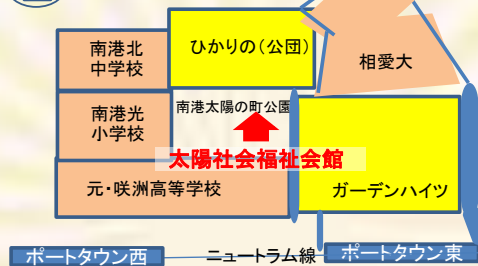 南港北
中学校
ひかりの(公団)
相愛大
南港光
小学校
南港太陽の町公園
太陽社会福祉会館
元・咲洲高等学校
ガーデンハイツ
ポートタウン西
ニュートラム線
ポートタウン東